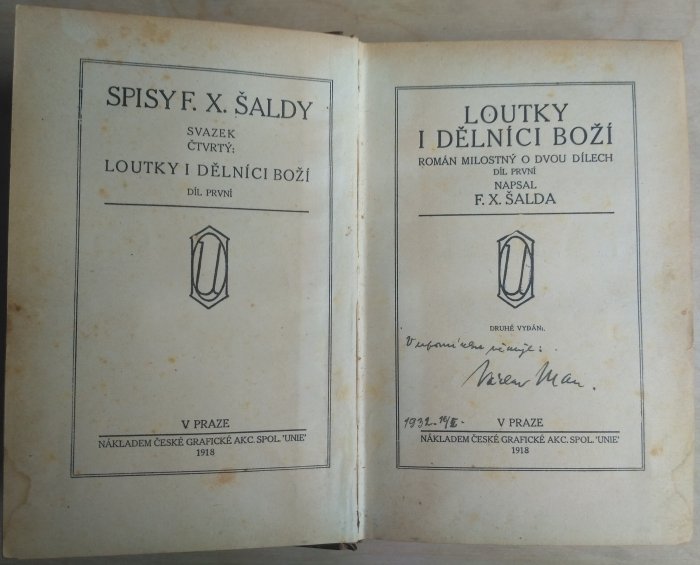 SPISY F. X. ŠALDY
SVAZEK
ČTVRTÝ:
LOUTKY I DĚLNÍCI BOŽÍ
DÍL PRVNÍ
U
V PRAZE
NÁKLADEM ČESKÉ GRAFICKÉ AKC. SPOL. 'UNIE'
1918
LOUTKY
I DĚLNÍCI BOŽÍ
ROMÁN MILOSTNÝ O DVOU DÍLECH
DÍL PRVNÍ
NAPSAL
F. X. ŠALDA
U
DRUHÉ VYDÁNÍ.
Václav
1932
V PRAZE
NÁKLADEM ČESKÉ GRAFICKÉ AKC. SPOL. 'UNIE'
1918